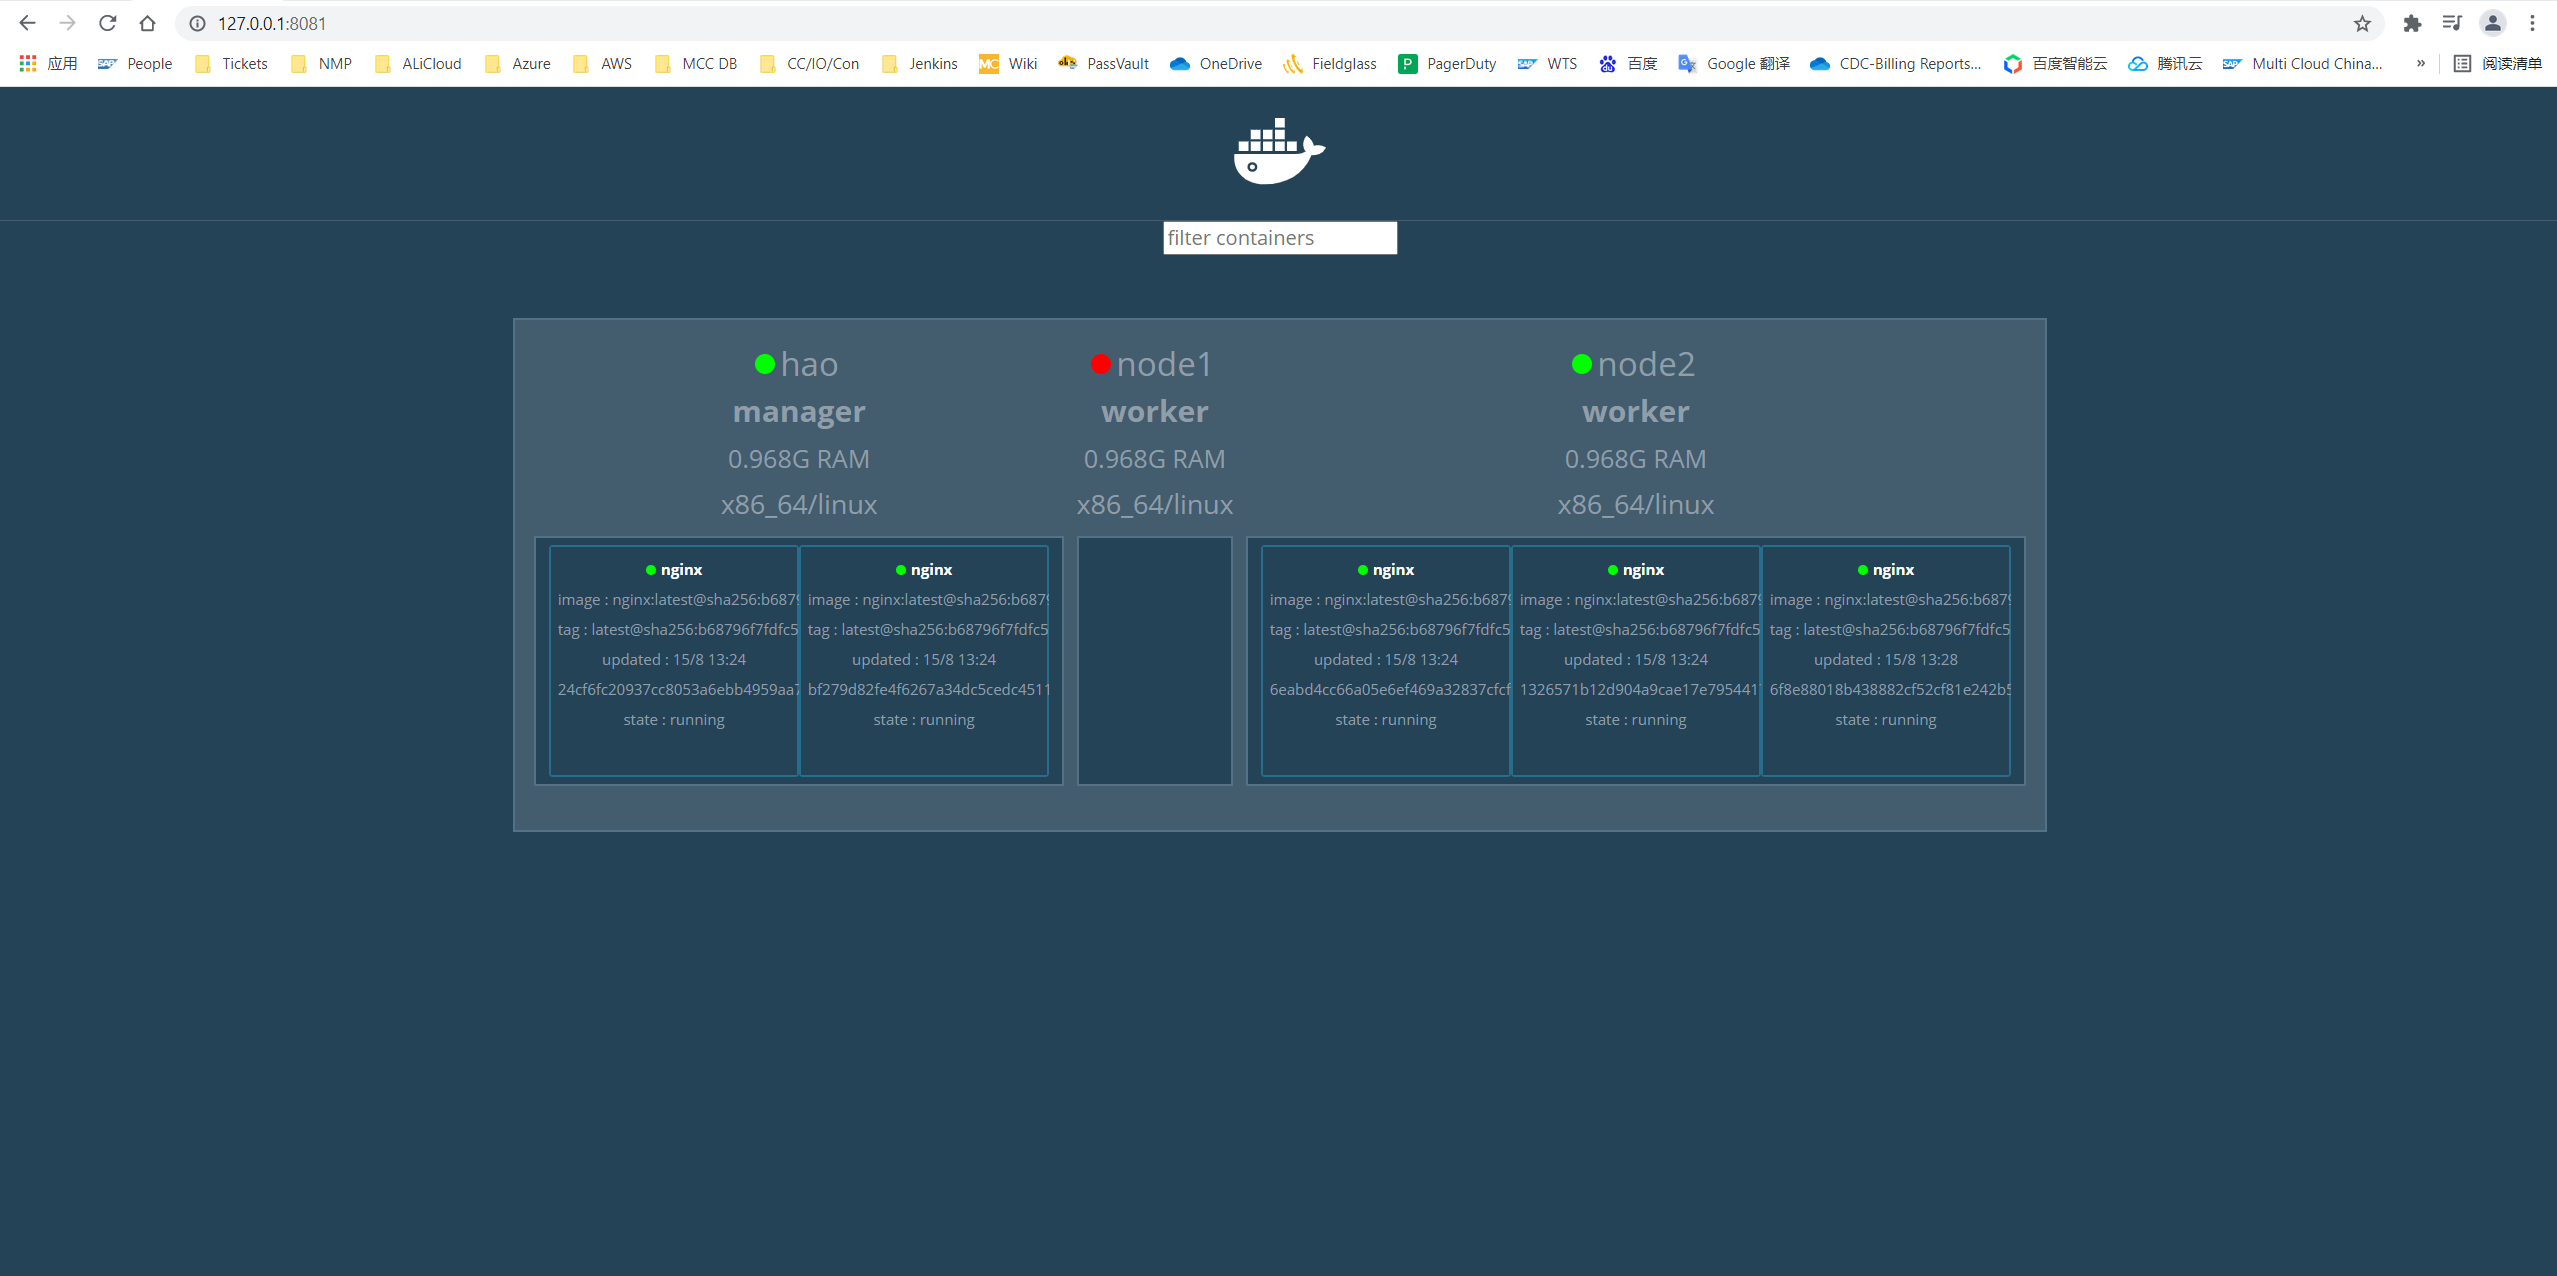 127.0.0.1:8081
应用 People Tickets NMP ALiCloud Azure AWS MCC DB CC/IO/Con Jenkins Wiki PassVault OneDrive Fieldglass PagerDuty WTS 百度 Google 翻译 CDC-Billing Reports... 百度智能云 腾讯云 Multi Cloud China... » 阅读清单
filter containers
hao node1 node2
manager worker worker
0.968G RAM 0.968G RAM 0.968G RAM
x86_64/linux x86_64/linux x86_64/linux
nginx nginx nginx nginx nginx
image : nginx:latest@sha256:b679 image : nginx:latest@sha256:b687 image : nginx:latest@sha256:b687 image : nginx:latest@sha256:b687 image : nginx:latest@sha256:b687
tag : latest@sha256:b68796f7fdfc5 tag : latest@sha256:b68796f7fdfc5 tag : latest@sha256:b68796f7fdfc5 tag : latest@sha256:b68796f7fdfc5 tag : latest@sha256:b68796f7fdfc5
updated : 15/8 13:24 updated : 15/8 13:24 updated : 15/8 13:24 updated : 15/8 13:24 updated : 15/8 13:28
24cf6fc20937cc8053a6ebb4959aa7 bf279d82fe4f6267a34dc5cedc4511 6eabd4cc66a05e6ef469a32837cfcf 1326571b12d904a9cae17e795441 6f8e88018b438882cf52cf81e242b5
state : running state : running state : running state : running state : running